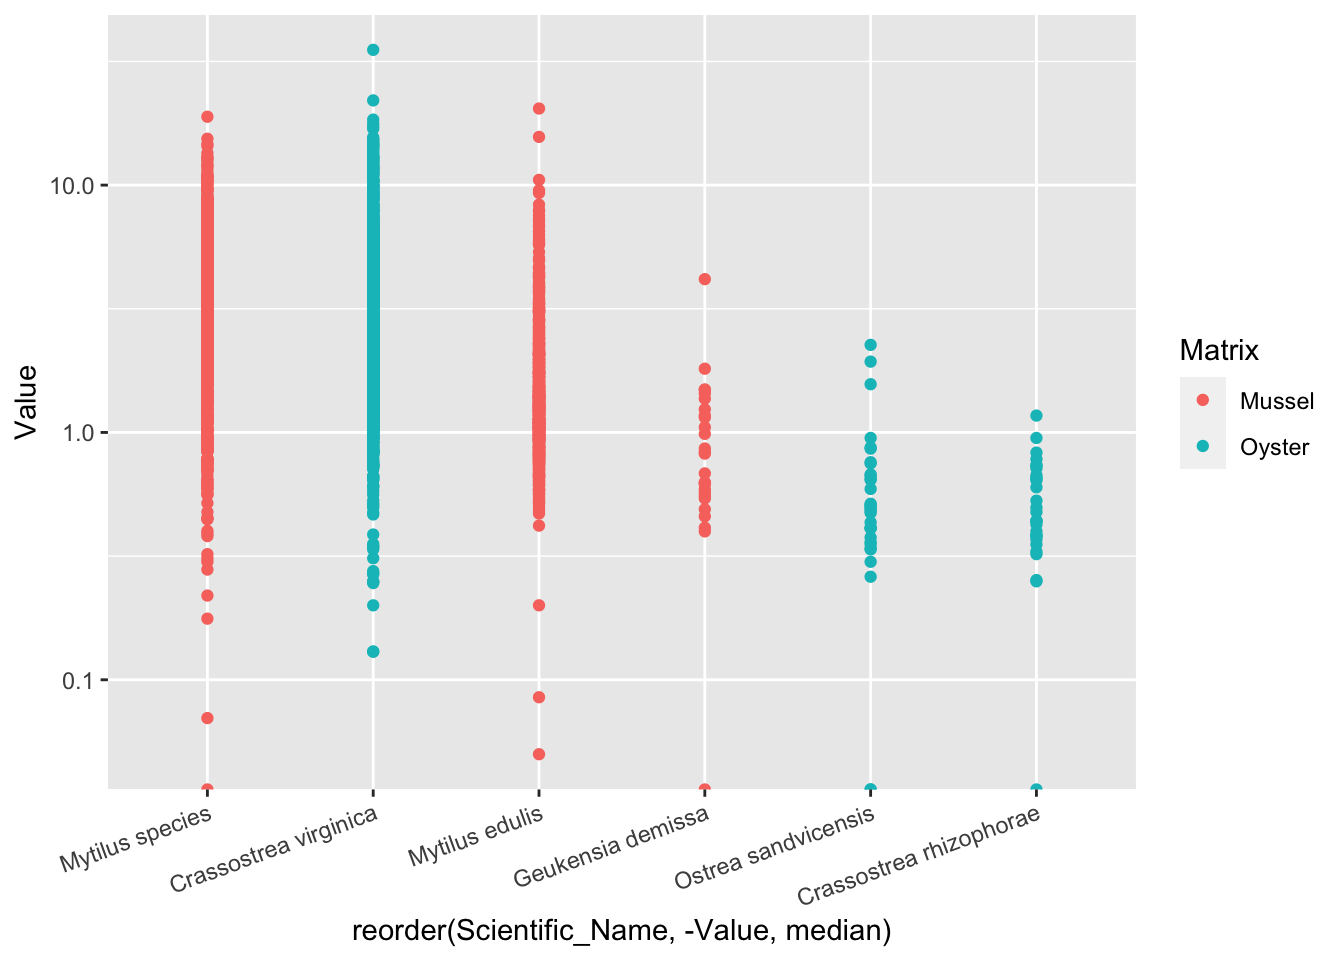 Value
10.0
1.0
0.1
Mytilus species
Crassostrea virginica
Mytilus edulis
Geukensia demissa
Ostrea sandvicensis
Crassostrea rhizophorae
reorder(Scientific_Name, -Value, median)
Matrix
Mussel
Oyster